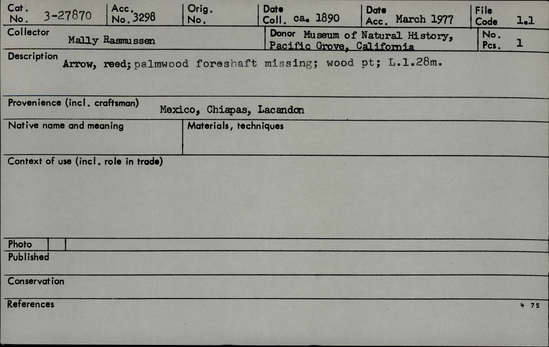 Cat. No. 3-27870 Acc. No. 3298 Orig. No. Date Coll. ca. 1890 Date Acc. March 1977 File Code 1.1
Collector Mally Rasmussen Donor Museum of Natural History, Pacific Grove, California No. Pcs. 1
Description Arrow, reed; palmwood foreshaft missing; wood pt; L.1.28m.
Provenience (incl. craftsman) Mexico, Chiapas, Lacandon
Native name and meaning Materials, techniques
Context of use (incl. role in trade)
Photo
Published
Conservation
References 4 75